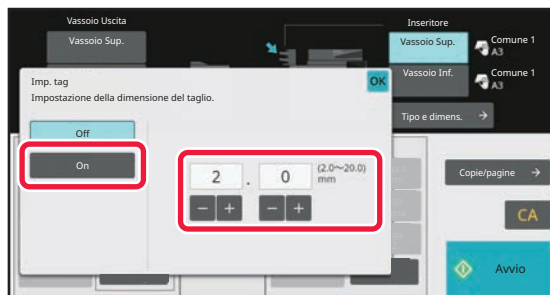 Vassoio Uscita
Vassoio Sup.
Inseritore
Vassoio Sup.
Comune 1
A3
Vassoio Inf.
Comune 1
A3
Tipo e dimens.
Imp. tag
OK
Impostazione della dimensione del taglio.
Off
On
2 . 0 (2.0～20.0)
mm
− + − +
Copie/pagine
CA
Avvio